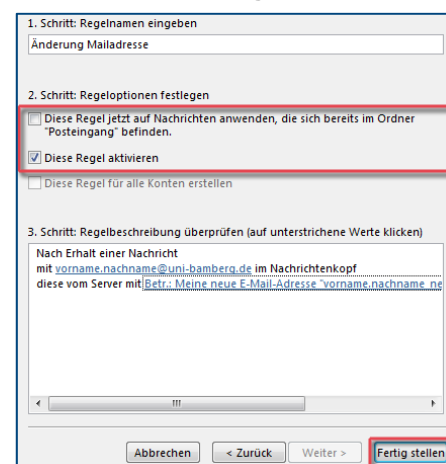 1. Schritt: Regelnamen eingeben
Änderung Mailadresse
2. Schritt: Regeloptionen festlegen
Diese Regel jetzt auf Nachrichten anwenden, die sich bereits im Ordner
"Posteingang" befinden.
Diese Regel aktivieren
Diese Regel für alle Konten erstellen
3. Schritt: Regelbeschreibung überprüfen (auf unterstrichene Werte klicken)
Nach Erhalt einer Nachricht
mit vorname.nachname@uni-bamberg.de im Nachrichtenkopf
diese vom Server mit Betr.: Meine neue E-Mail-Adresse "vorname.nachname_ne
Abbrechen < Zurück Weiter > Fertig stellen